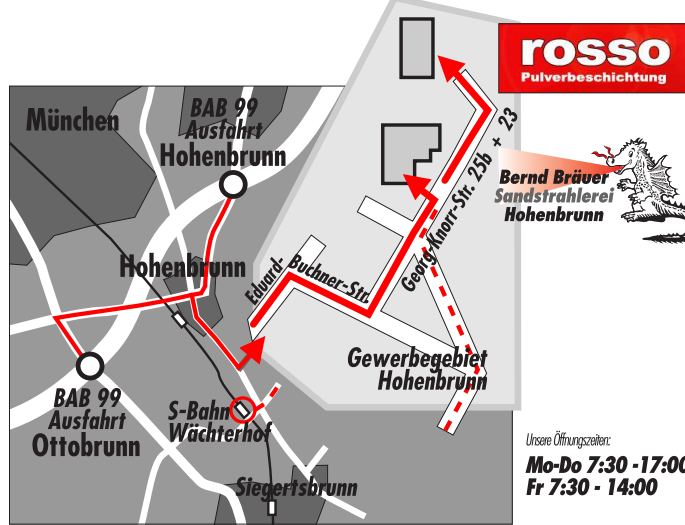 rosso
Pulverbeschichtung
München
BAB 99
Ausfahrt
Hohenbrunn
Bernd Bräuer
Sandstrahlerei
Hohenbrunn
Hohenbrunn
Eduard-
Buchner-Str.
Georg-Knorr-Str. 25b + 23
Gewerbegebiet
Hohenbrunn
BAB 99
Ausfahrt
Ottobrunn
S-Bahn
Wächterhof
Siegertsbrunn
Unsere Öffnungszeiten:
Mo-Do 7:30 -17:00
Fr 7:30 - 14:00